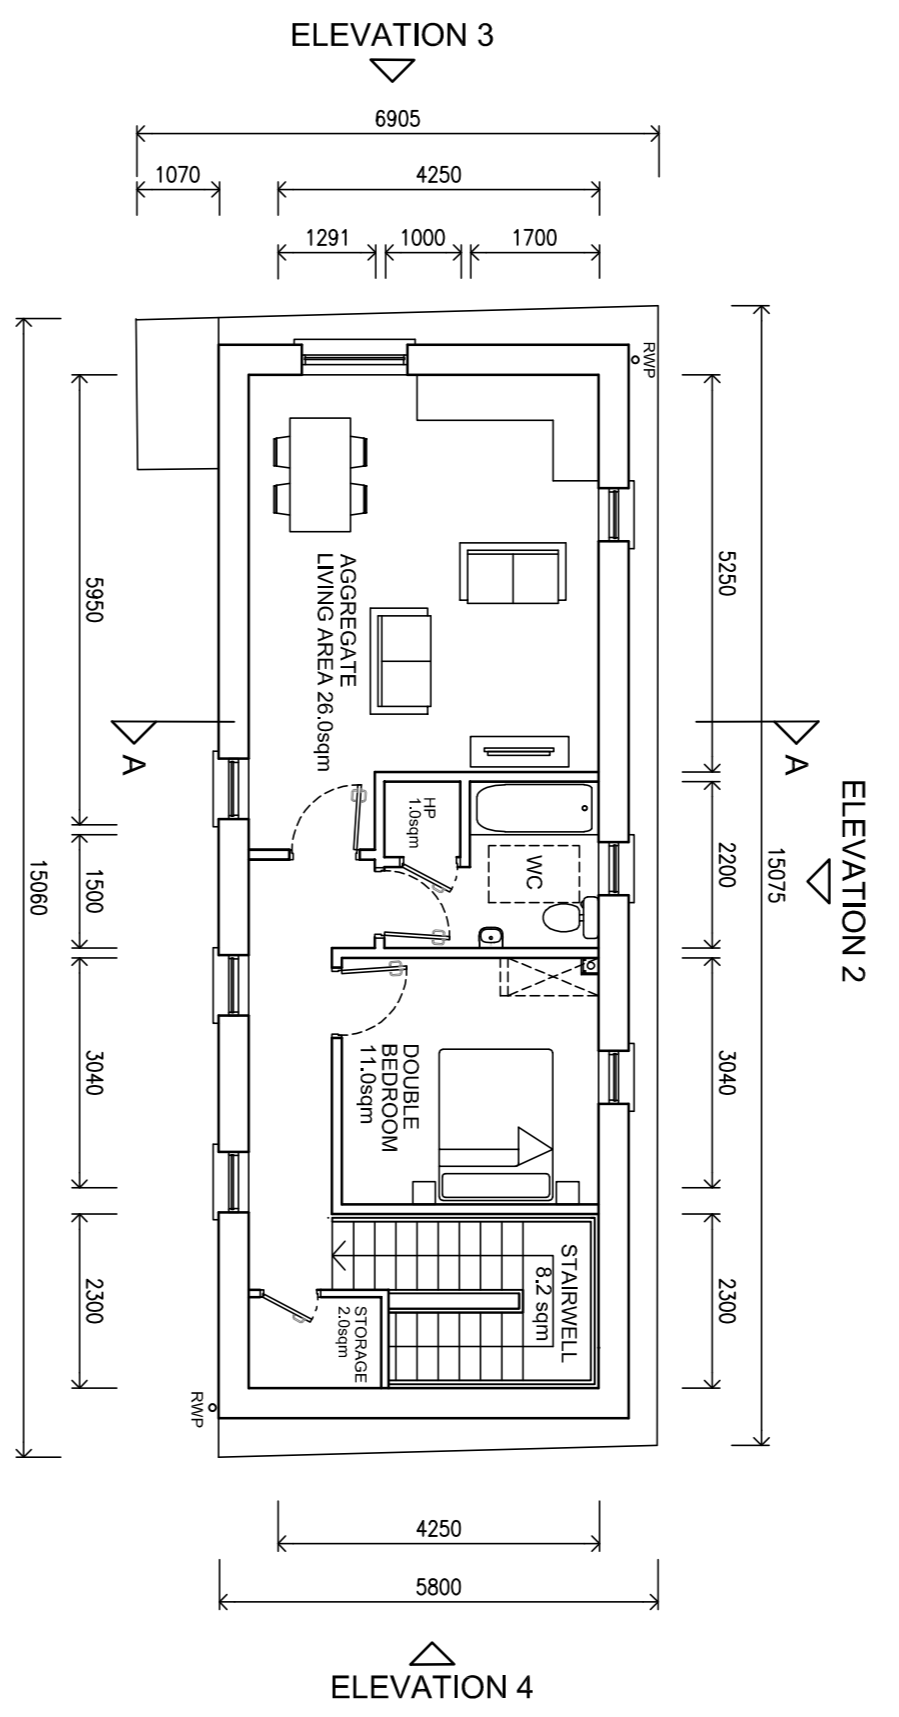 ELEVATION 3
6905
1070
4250
1291
1000
1700
RWP
5950
AGGREGATE
LIVING AREA 26.0sqm
5250
A
A
ELEVATION 2
HP
1.0sqm
WC
15060
1500
2200
15075
3040
DOUBLE
BEDROOM
11.0sqm
3040
2300
STAIRWELL
8.2 sqm
STORAGE
2.0sqm
2300
RWP
4250
5800
ELEVATION 4